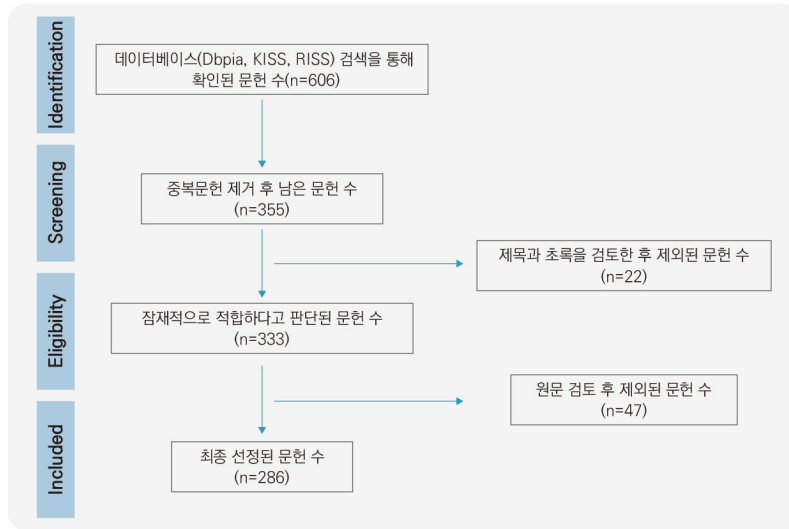 Identification
데이터베이스(Dbpia, KISS, RISS) 검색을 통해
확인된 문헌 수(n=606)
Screening
중복문헌 제거 후 남은 문헌 수
(n=355)
제목과 초록을 검토한 후 제외된 문헌 수
(n=22)
Eligibility
잠재적으로 적합하다고 판단된 문헌 수
(n=333)
원문 검토 후 제외된 문헌 수
(n=47)
Included
최종 선정된 문헌 수
(n=286)